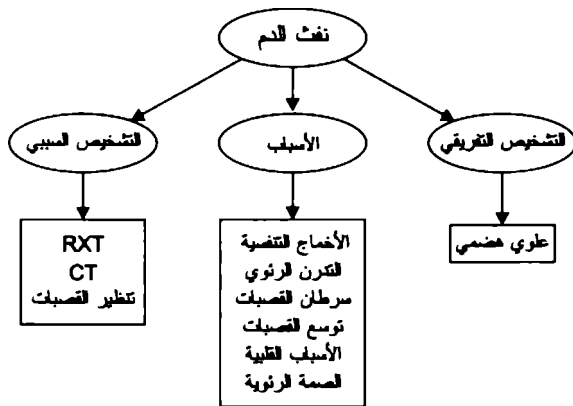 نفث الدم
التشخيص التفريقي
الأسباب
التشخيص السببي
علوي هضمي
الأخماج التنفسية
التدرن الرئوي
سرطان القصبات
توسع القصبات
الأسباب القلبية
الصمة الرئوية
RXT
CT
تنظير القصبات